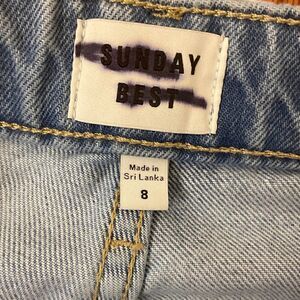 SUNDAY
BEST
Made in
Sri Lanka
8